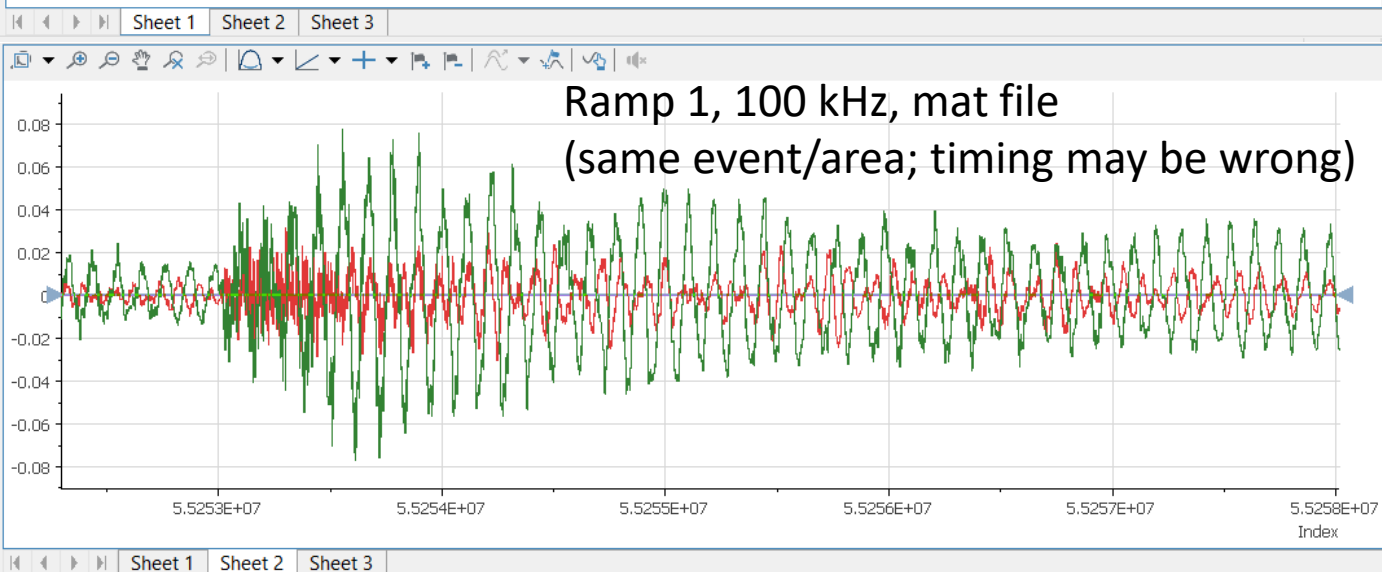 Sheet 1 Sheet 2 Sheet 3
Ramp 1, 100 kHz, mat file
(same event/area; timing may be wrong)
0.08
0.06
0.04
0.02
0
-0.02
-0.04
-0.06
-0.08
5.5253E+07 5.5254E+07 5.5255E+07 5.5256E+07 5.5257E+07 5.5258E+07
Index
Sheet 1 Sheet 2 Sheet 3